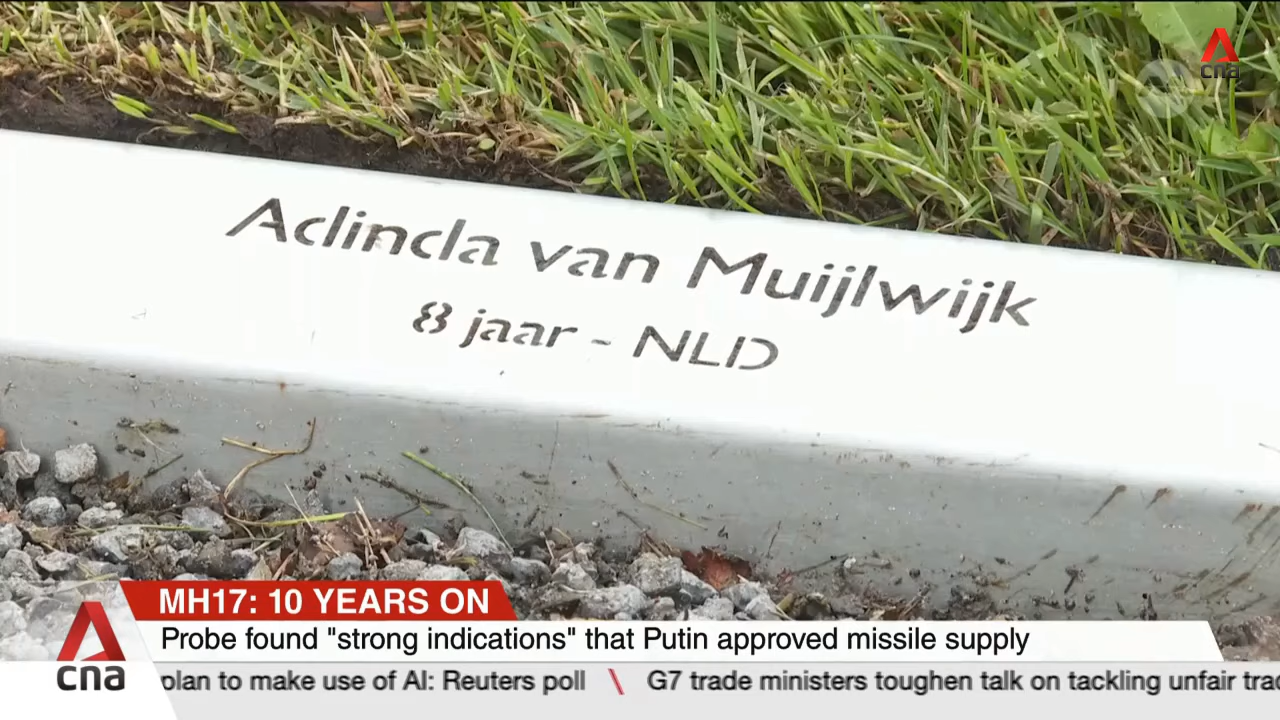 cna
Adinda van Muijlwijk
8 jaar - NLD
MH17: 10 YEARS ON
Probe found "strong indications" that Putin approved missile supply
cna
plan to make use of AI: Reuters poll \ G7 trade ministers toughen talk on tackling unfair